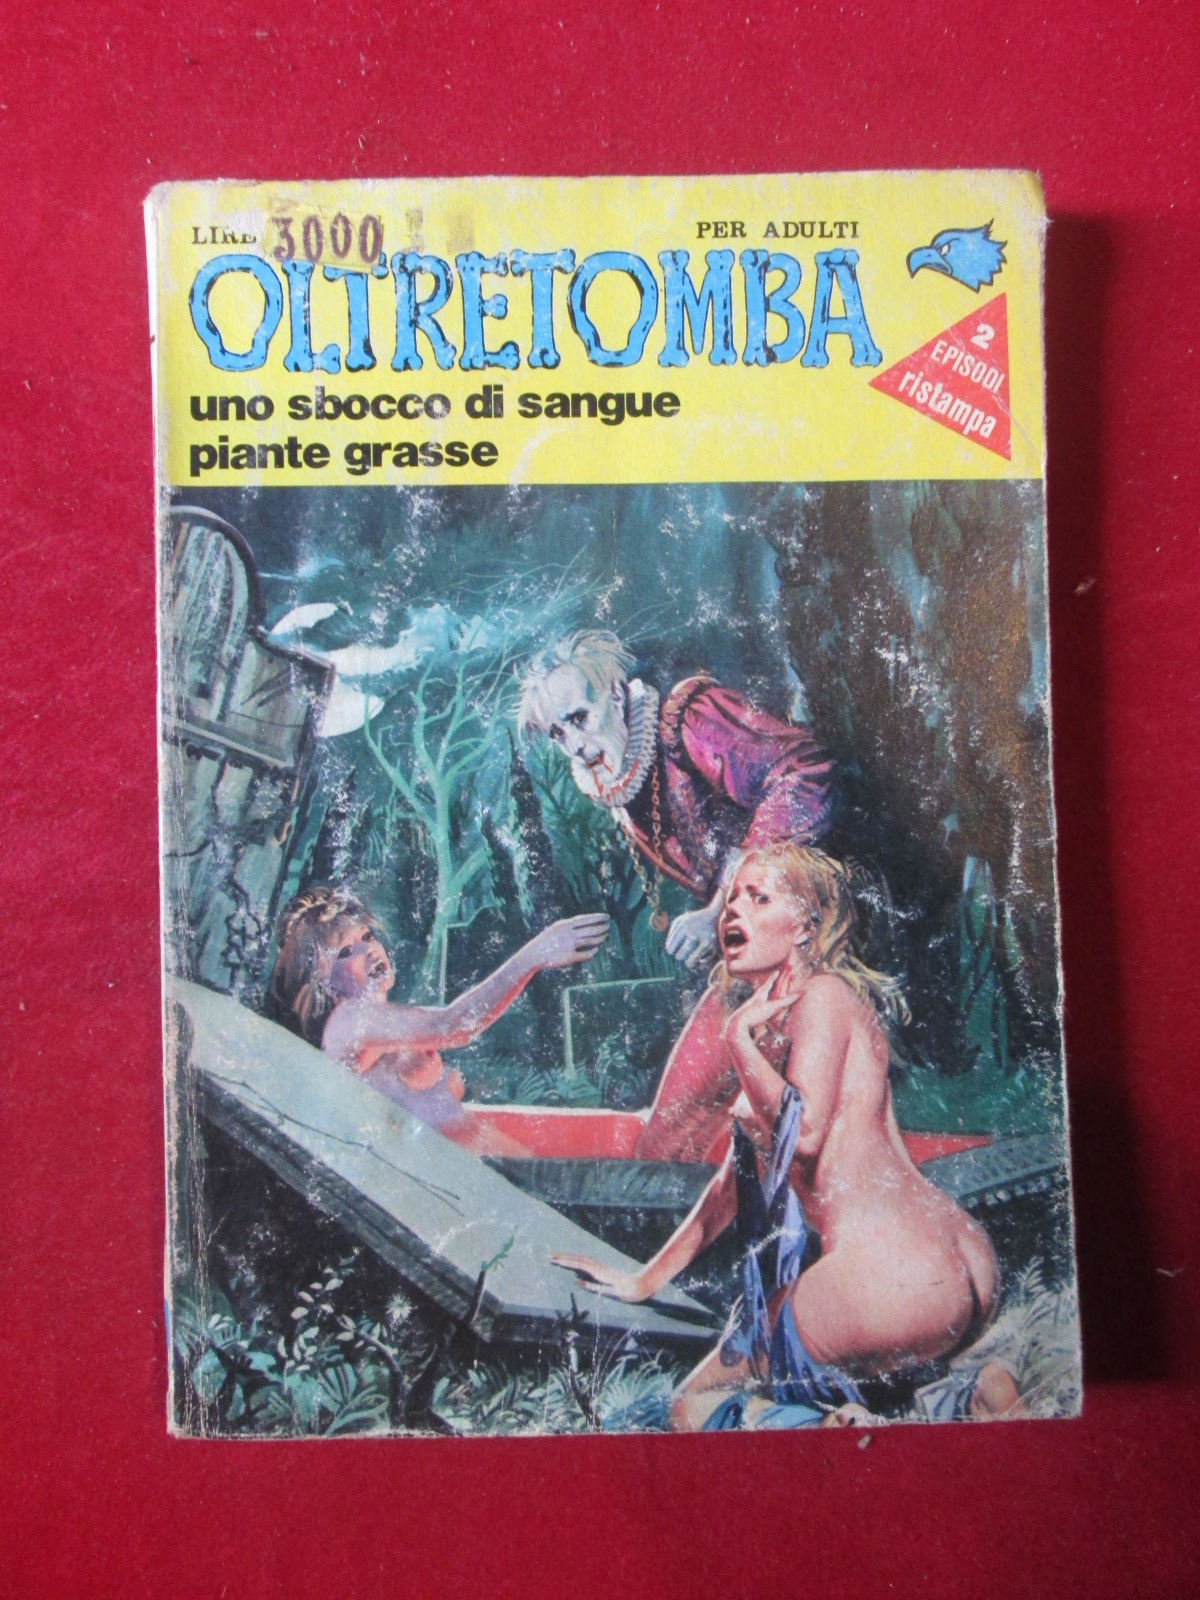 LIRE 3000
PER ADULTI
OLTRETOMBA
2
EPISODI
ristampa
uno sbocco di sangue
piante grasse